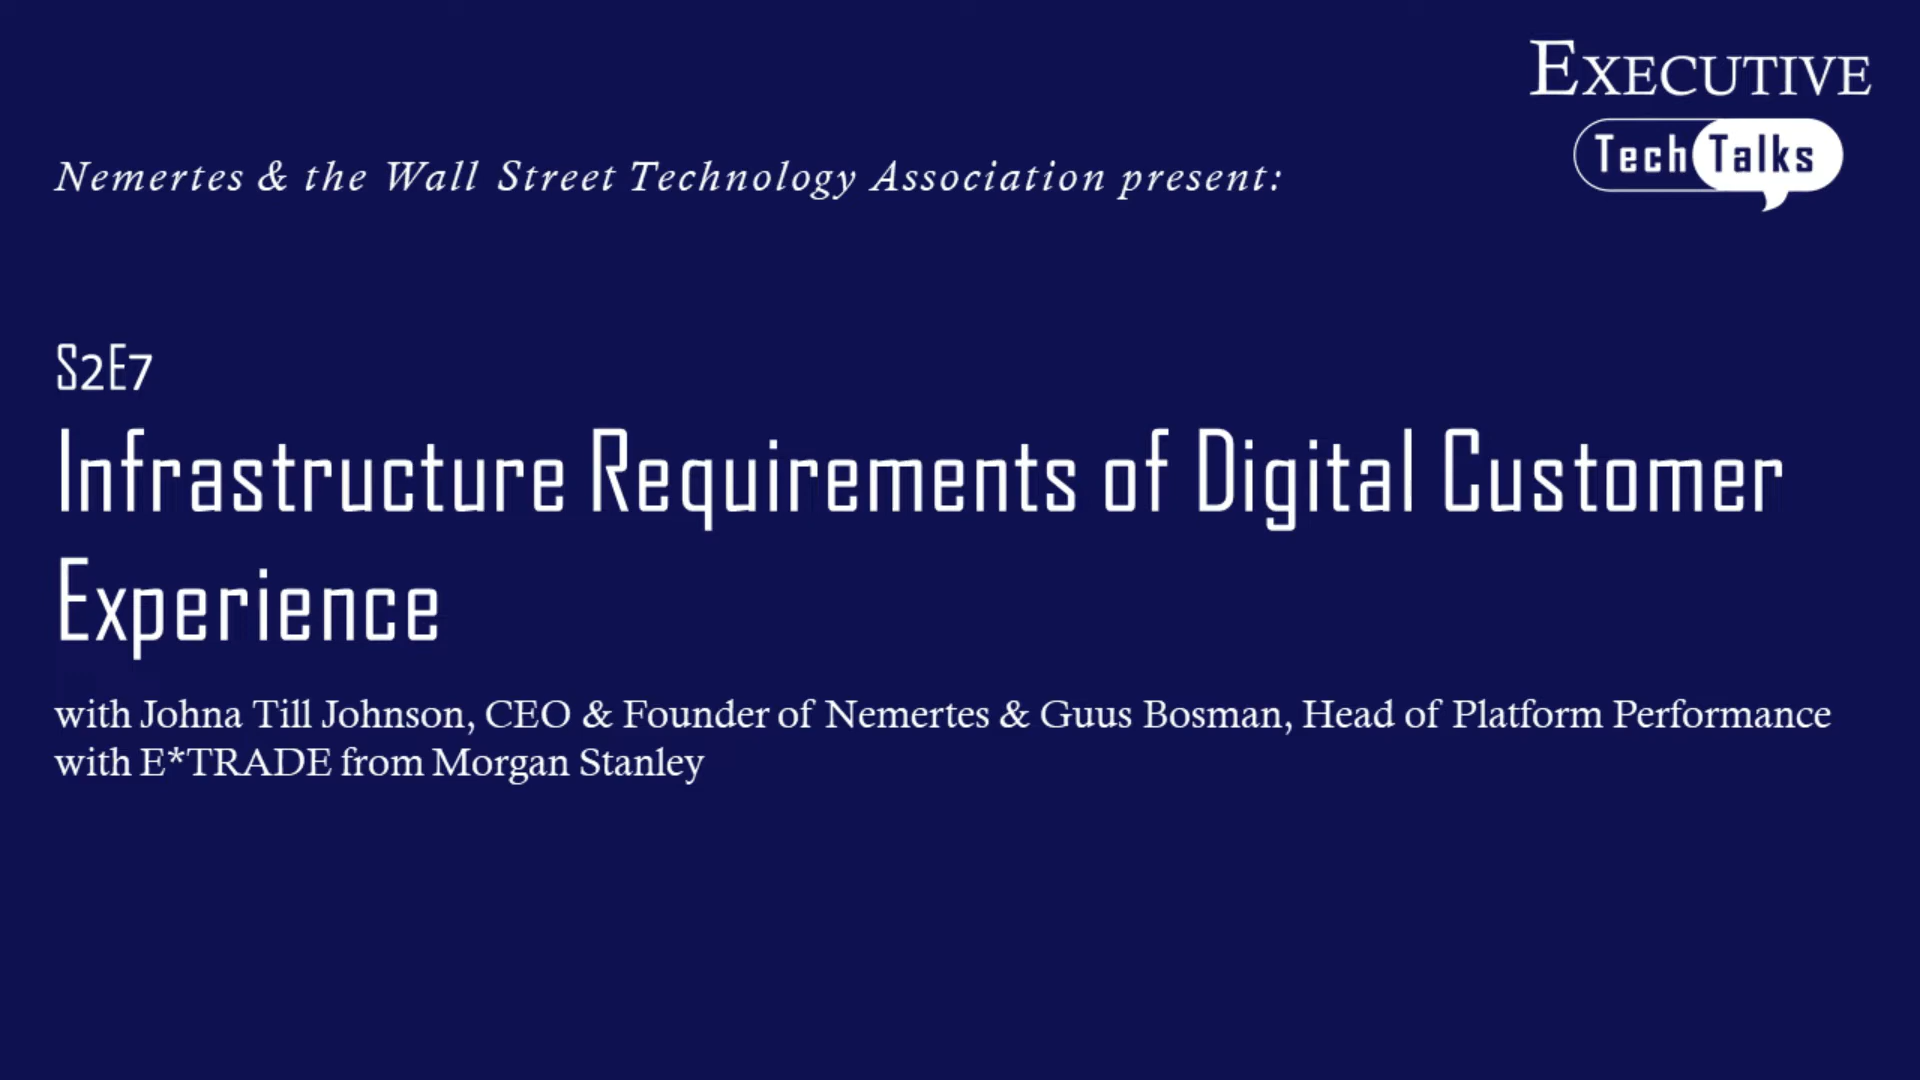 EXECUTIVE
Tech Talks
Nemertes & the Wall Street Technology Association present:
S2E7
Infrastructure Requirements of Digital Customer
Experience
with Johna Till Johnson, CEO & Founder of Nemertes & Guus Bosman, Head of Platform Performance
with E*TRADE from Morgan Stanley